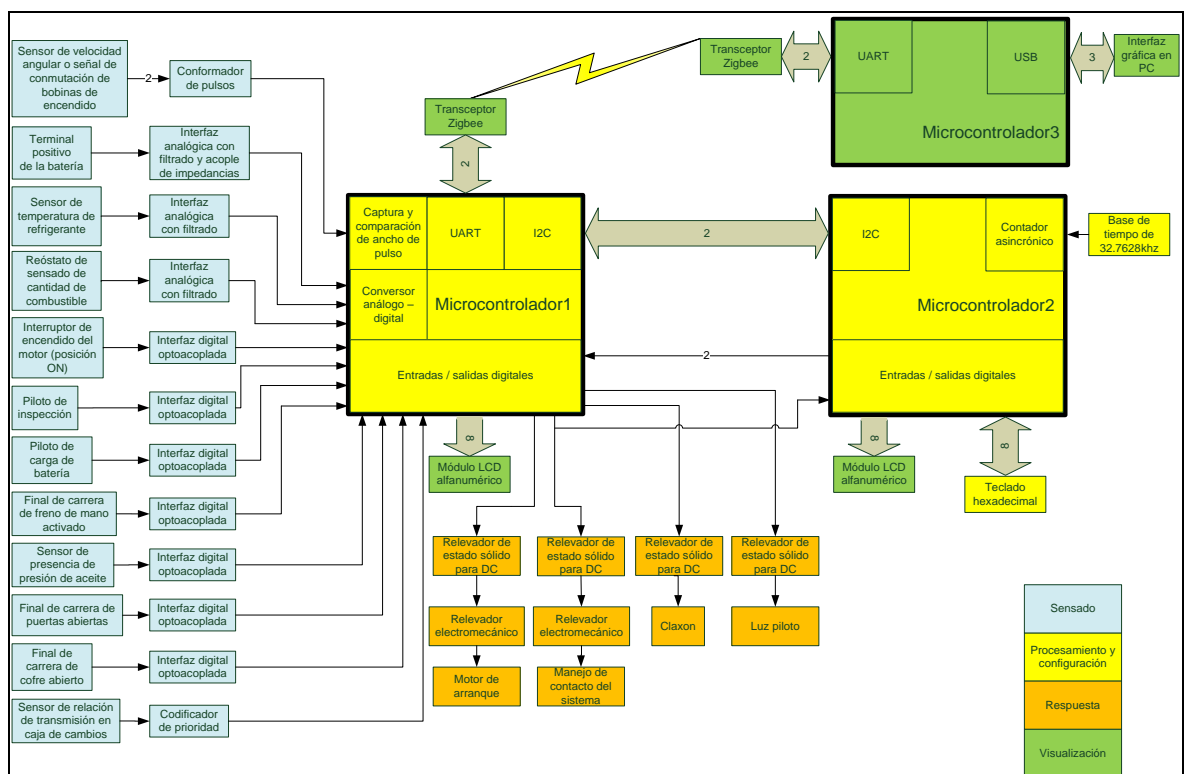 Sensor de velocidad
angular o señal de
conmutación de
bobinas de
encendido
2
Conformador
de pulsos
Terminal
positivo
de la batería
Interfaz
analógica con
filtrado y acople
de impedancias
Sensor de
temperatura de
refrigerante
Interfaz
analógica
con filtrado
Reóstato de
sensado de
cantidad de
combustible
Interfaz
analógica
con filtrado
Interruptor de
encendido del
motor (posición
ON)
Interfaz digital
optoacoplada
Piloto de
inspección
Interfaz digital
optoacoplada
Piloto
carga de
batería
Interfaz digital
optoacoplada
Final de carrera
de freno de mano
activado
Interfaz digital
optoacoplada
Sensor de
presencia de
presión de aceite
Interfaz digital
optoacoplada
Final de carrera de
puertas abiertas
Interfaz digital
optoacoplada
Final de
carrera de
cofre abierto
Interfaz digital
optoacoplada
Sensor de relación
de transmisión en
caja de cambios
Codificador
de prioridad
Transceptor
Zigbee
2
Transceptor
Zigbee
2
UART
USB
Microcontrolador3
3
Interfaz
gráfica en
PC
Captura y
comparación
de ancho de
pulso
UART
I2C
Conversor
análogo –
digital
Microcontrolador1
Entradas / salidas digitales
2
2
I2C
Contador
asincrónico
Microcontrolador2
Entradas / salidas digitales
Base de
tiempo de
32.7628khz
8
Módulo LCD
alfanumérico
8
Módulo LCD
alfanumérico
8
Teclado
hexadecimal
Relevador de
estado sólido
para DC
Relevador de
estado sólido
para DC
Relevador de
estado sólido
para DC
Relevador de
estado sólido
para DC
Relevador
electromecánico
Relevador
electromecánico
Claxon
Luz piloto
Motor de
arranque
Manejo de
contacto del
sistema
Sensado
Procesamiento y
configuración
Respuesta
Visualización